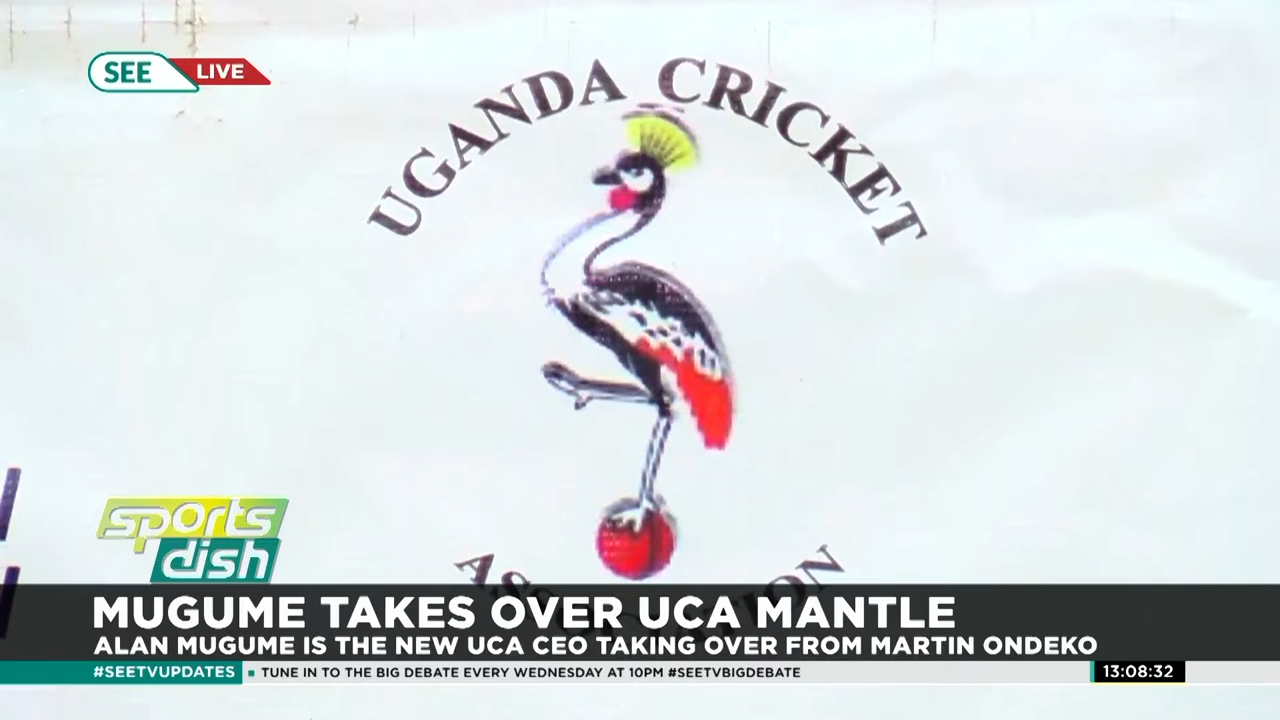 SEE LIVE
UGANDA CRICKET
sports
dish
MUGUME TAKES OVER UCA MANTLE
ALAN MUGUME IS THE NEW UCA CEO TAKING OVER FROM MARTIN ONDEKO
#SEETVUPDATES TUNE IN TO THE BIG DEBATE EVERY WEDNESDAY AT 10PM #SEETVBIGDEBATE 13:08:32